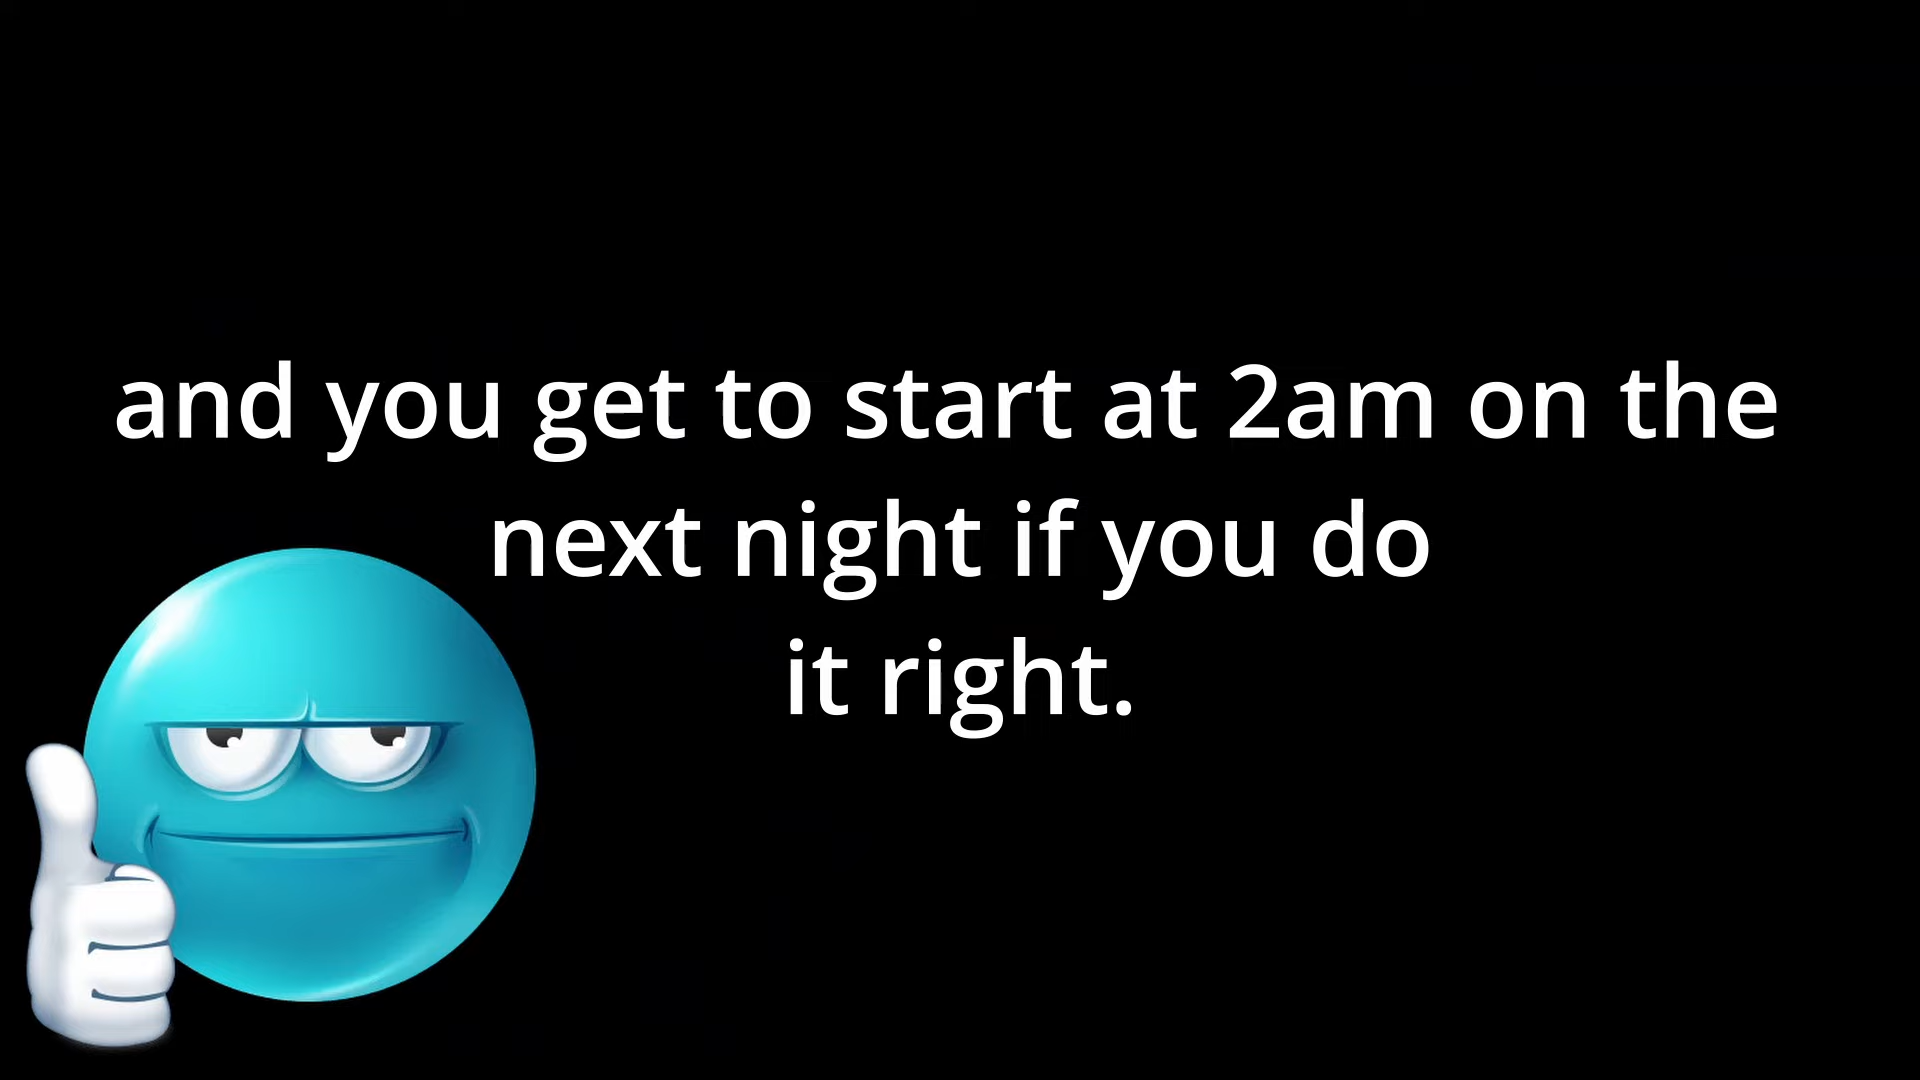 and you get to start at 2am on the
next night if you do
it right.